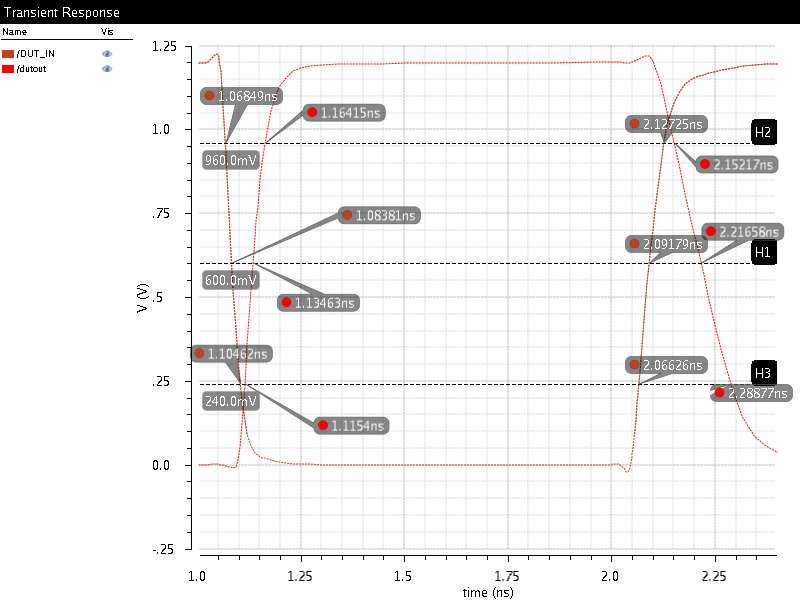 Transient Response
Name Vis
/DUT_IN
/dutout
1.25
1.0
.75
.5
.25
0.0
-.25
V (V)
1.06849ns
1.16415ns
2.12725ns
H2
960.0mV
2.15217ns
1.08381ns
2.21658ns
2.09179ns
H1
600.0mV
1.13463ns
1.10462ns
2.06626ns
H3
240.0mV
2.28877ns
1.1154ns
1.0 1.25 1.5 1.75 2.0 2.25
time (ns)